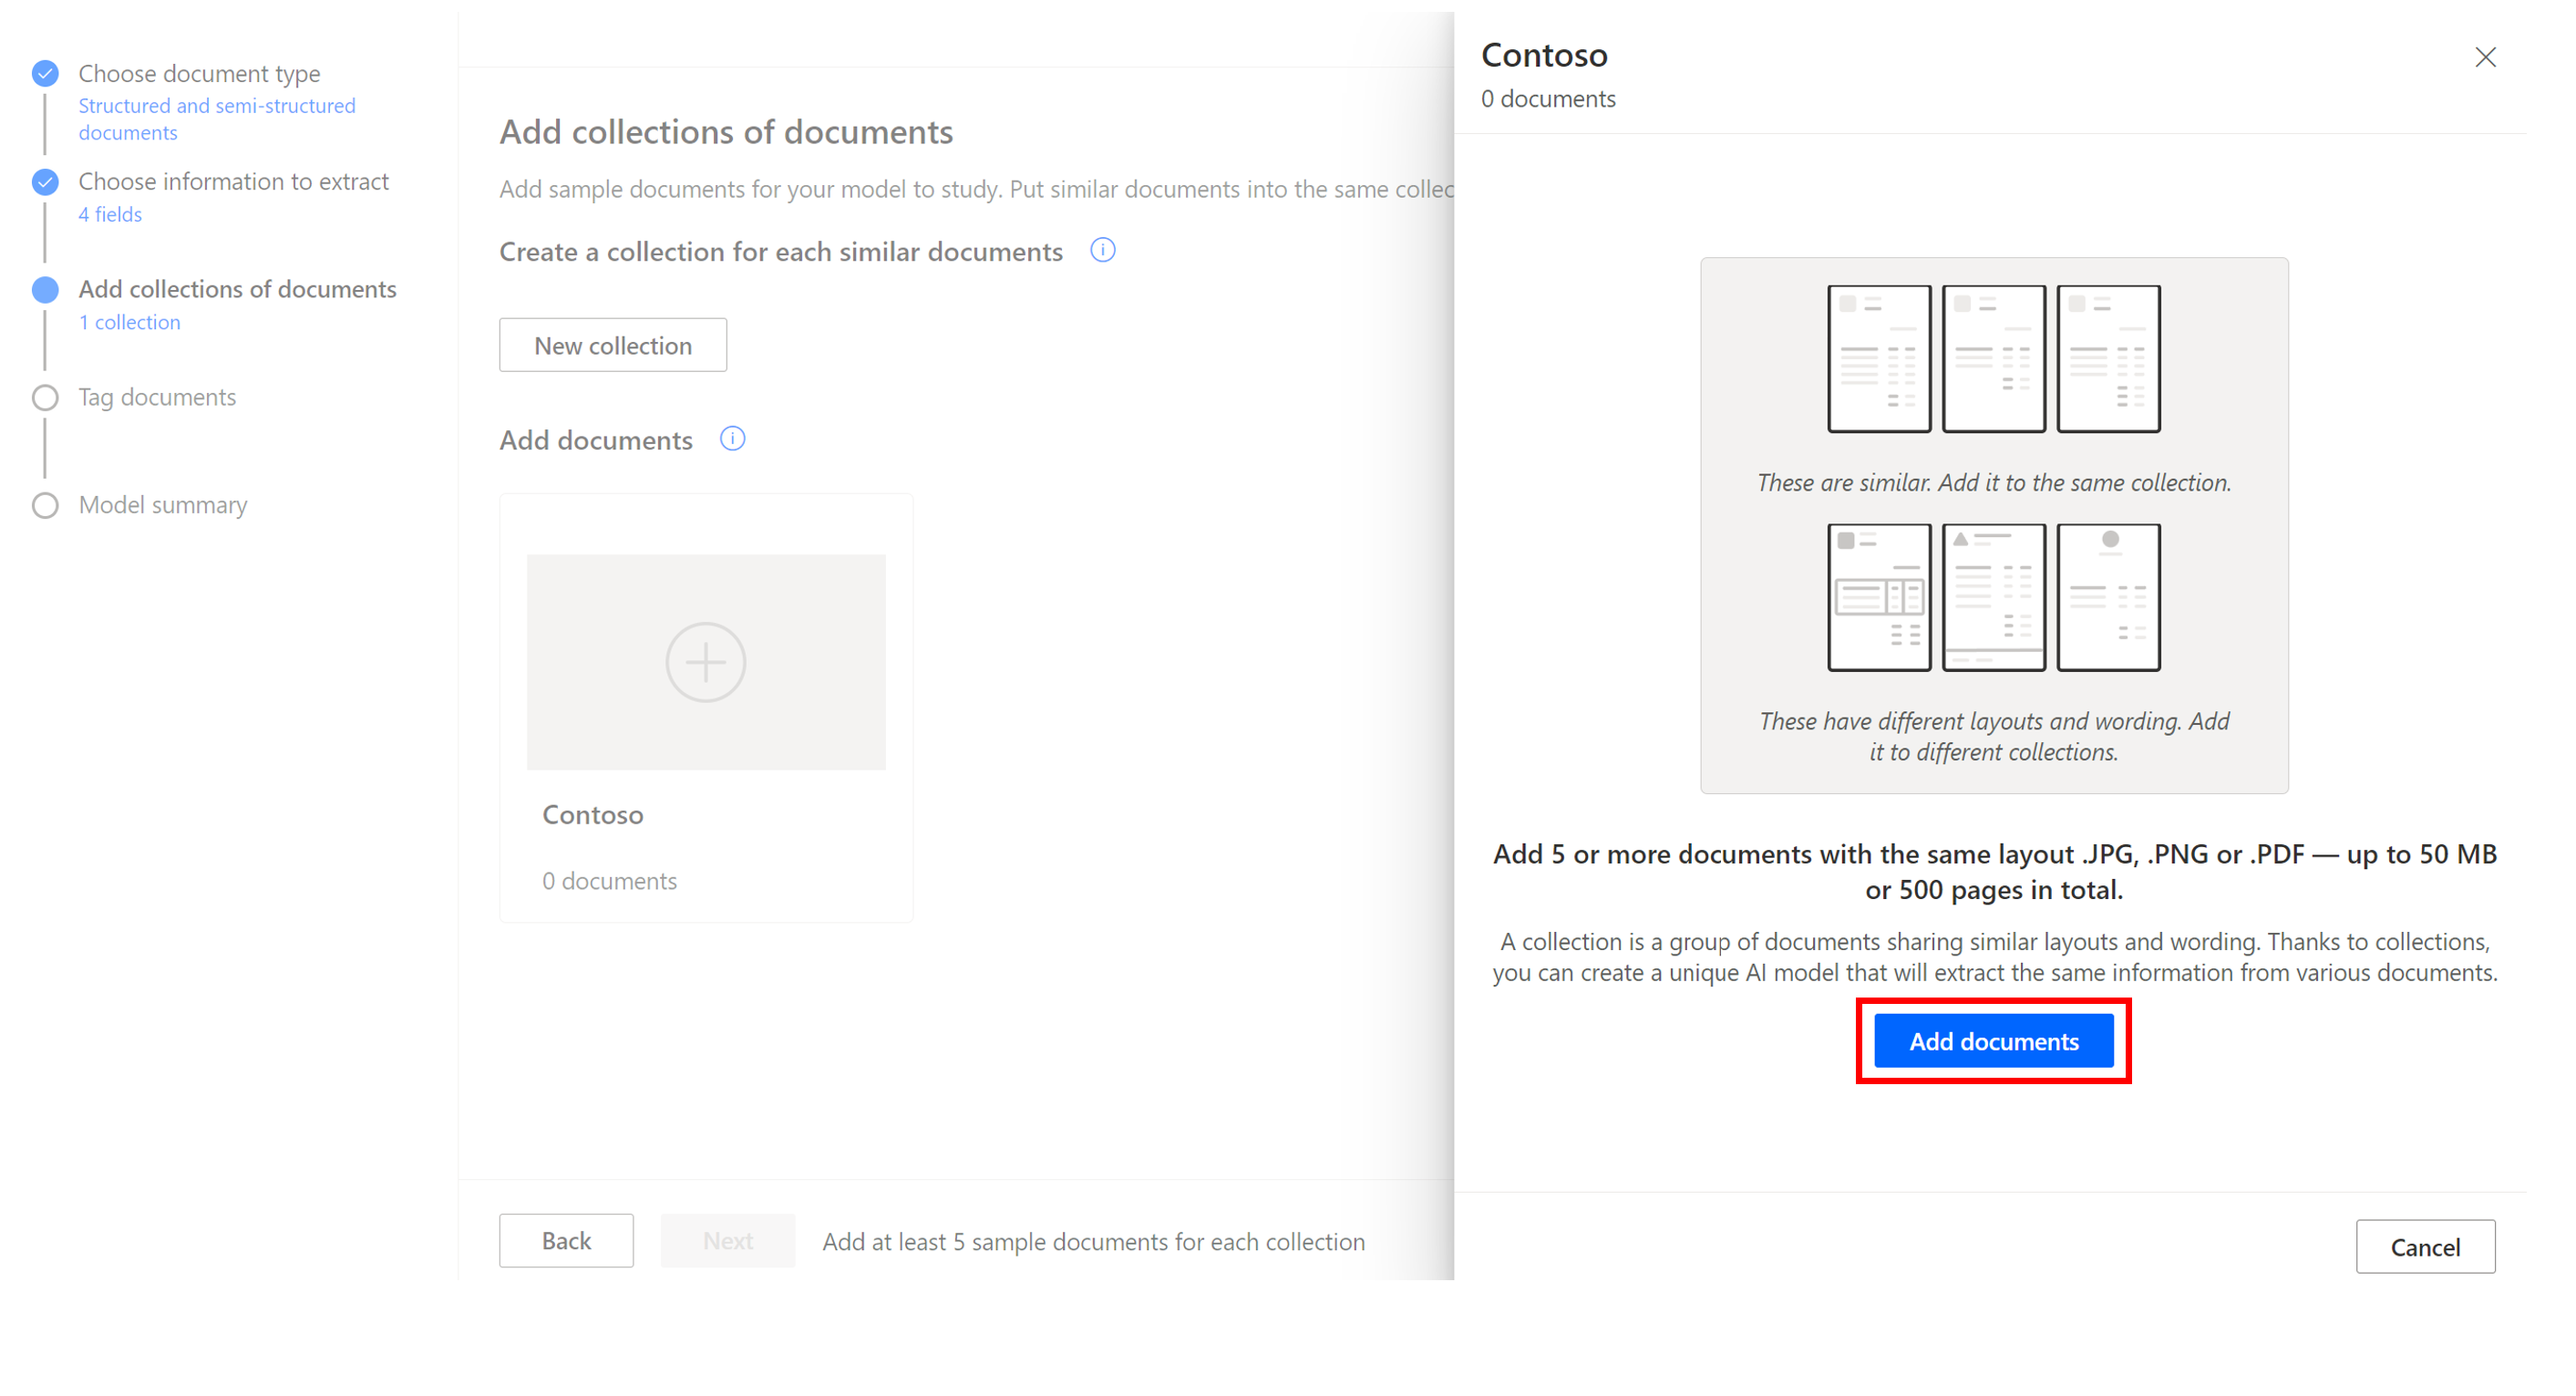 Choose document type
Structured and semi-structured
documents
Choose information to extract
4 fields
Add collections of documents
1 collection
Tag documents
Model summary
Add collections of documents
Add sample documents for your model to study. Put similar documents into the same collec
Create a collection for each similar documents
New collection
Add documents
Contoso
0 documents
Back
Next
Add at least 5 sample documents for each collection
Contoso
0 documents
These are similar. Add it to the same collection.
These have different layouts and wording. Add
it to different collections.
Add 5 or more documents with the same layout .JPG, .PNG or .PDF — up to 50 MB
or 500 pages in total.
A collection is a group of documents sharing similar layouts and wording. Thanks to collections,
you can create a unique AI model that will extract the same information from various documents.
Add documents
Cancel